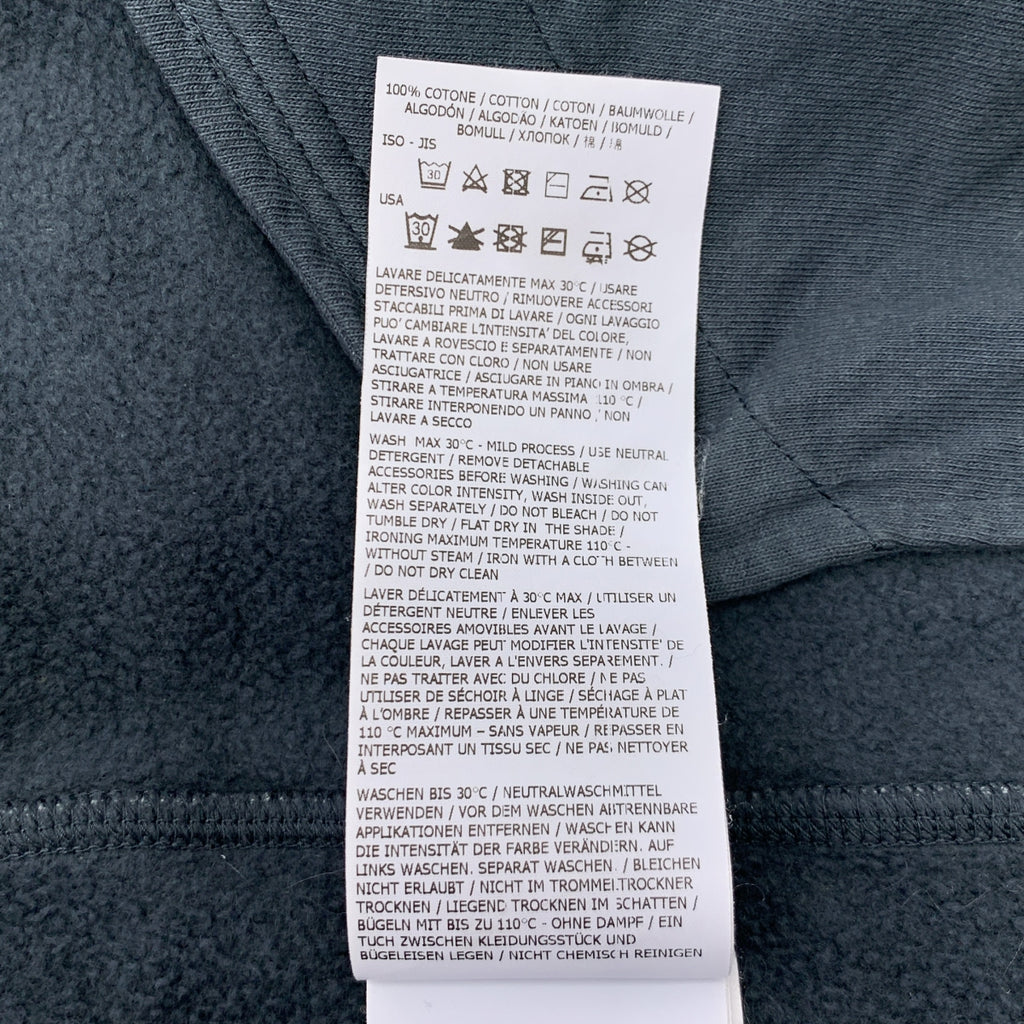 100% COTONE / COTTON / COTON / BAUMWOLLE /
ALGODÓN / ALGODÃO / KATOEN / BOMULD /
BOMULL / ХЛОПОК / 棉 / 綿
ISO - JIS
30
USA
30
LAVARE DELICATAMENTE MAX 30°C / USARE
DETERSIVO NEUTRO / RIMUOVERE ACCESSORI
STACCABILI PRIMA DI LAVARE / OGNI LAVAGGIO
PUO' CAMBIARE L'INTENSITA' DEL COLORE,
LAVARE A ROVESCIO E SEPARATAMENTE / NON
TRATTARE CON CLORO / NON USARE
ASCIUGATRICE / ASCIUGARE IN PIANO IN OMBRA /
STIRARE A TEMPERATURA MASSIMA 110 °C /
STIRARE INTERPONENDO UN PANNO / NON
LAVARE A SECCO
WASH MAX 30°C - MILD PROCESS / USE NEUTRAL
DETERGENT / REMOVE DETACHABLE
ACCESSORIES BEFORE WASHING / WASHING CAN
ALTER COLOR INTENSITY, WASH INSIDE OUT,
WASH SEPARATELY / DO NOT BLEACH / DO NOT
TUMBLE DRY / FLAT DRY IN THE SHADE /
IRONING MAXIMUM TEMPERATURE 110°C -
WITHOUT STEAM / IRON WITH A CLOTH BETWEEN
/ DO NOT DRY CLEAN
LAVER DÉLICATEMENT À 30°C MAX / UTILISER UN
DÉTERGENT NEUTRE / ENLEVER LES
ACCESSOIRES AMOVIBLES AVANT LE LAVAGE /
CHAQUE LAVAGE PEUT MODIFIER L'INTENSITE' DE
LA COULEUR, LAVER A L'ENVERS SEPAREMENT. /
NE PAS TRAITER AVEC DU CHLORE / NE PAS
UTILISER DE SÉCHOIR À LINGE / SÉCHAGE À PLAT
À L'OMBRE / REPASSER À UNE TEMPÉRATURE DE
110 °C MAXIMUM – SANS VAPEUR / REPASSER EN
INTERPOSANT UN TISSU SEC / NE PAS NETTOYER
À SEC
WASCHEN BIS 30°C / NEUTRALWASCHMITTEL
VERWENDEN / VOR DEM WASCHEN ABTRENNBARE
APPLIKATIONEN ENTFERNEN / WASCHEN KANN
DIE INTENSITÄT DER FARBE VERÄNDERN. AUF
LINKS WASCHEN. SEPARAT WASCHEN. / BLEICHEN
NICHT ERLAUBT / NICHT IM TROMMELTROCKNER
TROCKNEN / LIEGEND TROCKNEN IM SCHATTEN /
BÜGELN MIT BIS ZU 110°C - OHNE DAMPF / EIN
TUCH ZWISCHEN KLEIDUNGSSTÜCK UND
BÜGELEISEN LEGEN / NICHT CHEMISCH REINIGEN